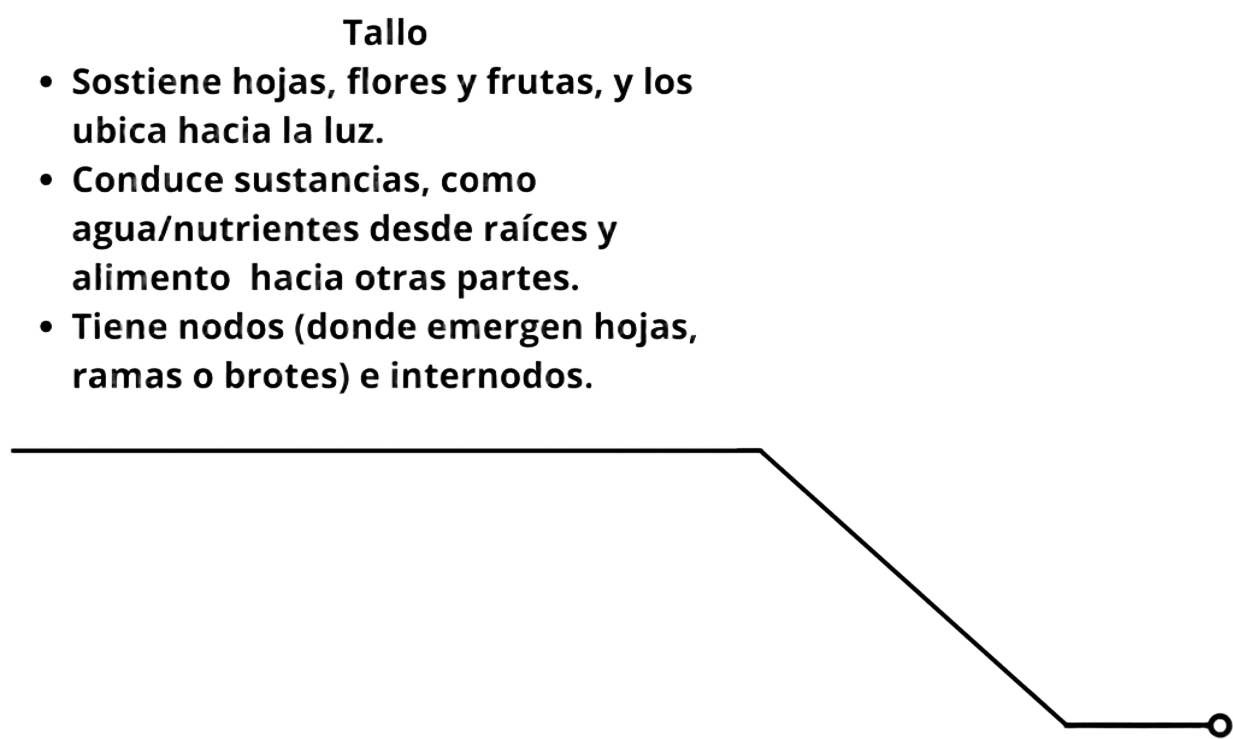 Tallo
• Sostiene hojas, flores y frutas, y los
ubica hacia la luz.
• Conduce sustancias, como
agua/nutrientes desde raíces y
alimento  hacia otras partes.
• Tiene nodos (donde emergen hojas,
ramas o brotes) e internodos.